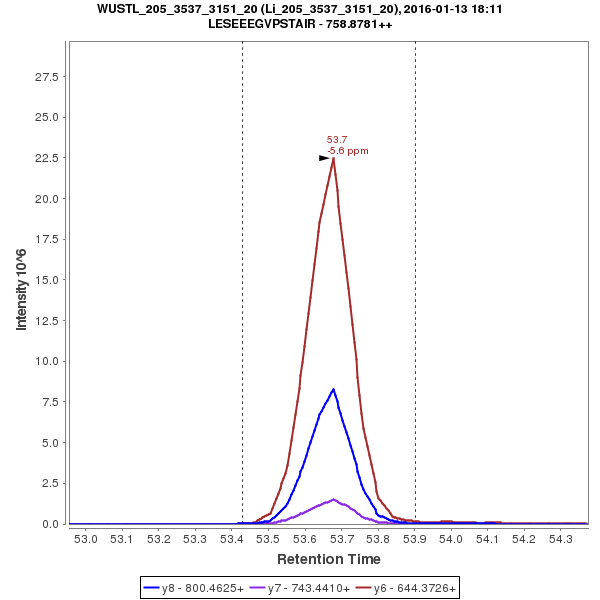 WUSTL_205_3537_3151_20 (Li_205_3537_3151_20), 2016-01-13 18:11
LESEEEGVPSTAIR - 758.8781++
53.7
-5.6 ppm
27.5
25.0
22.5
20.0
17.5
15.0
12.5
10.0
7.5
5.0
2.5
0.0
Intensity 10^6
53.0 53.1 53.2 53.3 53.4 53.5 53.6 53.7 53.8 53.9 54.0 54.1 54.2 54.3
Retention Time
y8 - 800.4625+ y7 - 743.4410+ y6 - 644.3726+